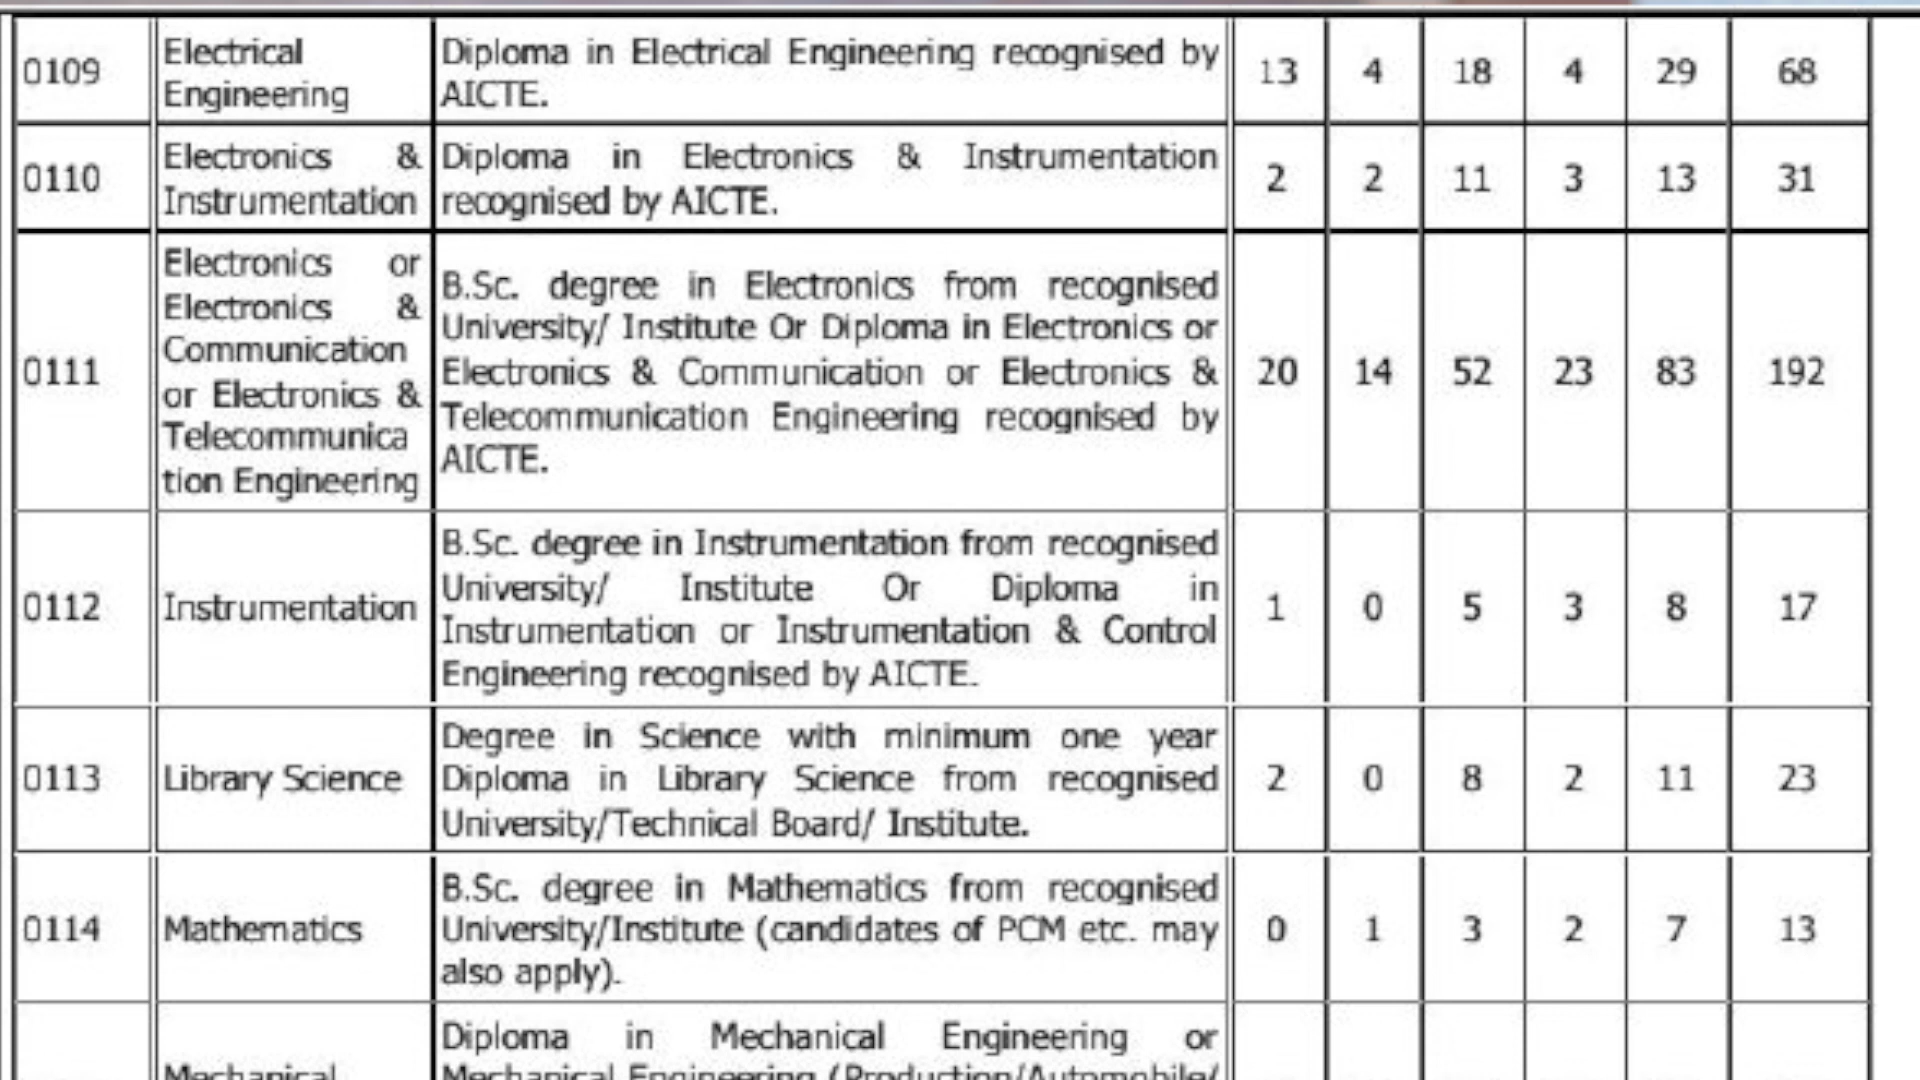 0109
Electrical
Engineering
Diploma in Electrical Engineering recognised by
AICTE.
13 4 18 4 29 68
0110
Electronics &
Instrumentation
Diploma in Electronics & Instrumentation
recognised by AICTE.
2 2 11 3 13 31
0111
Electronics or
Electronics &
Communication
or Electronics &
Telecommunica
tion Engineering
B.Sc. degree in Electronics from recognised
University/ Institute Or Diploma in Electronics or
Electronics & Communication or Electronics &
Telecommunication Engineering recognised by
AICTE.
20 14 52 23 83 192
0112
Instrumentation
B.Sc. degree in Instrumentation from recognised
University/ Institute Or Diploma in
Instrumentation or Instrumentation & Control
Engineering recognised by AICTE.
1 0 5 3 8 17
0113
Library Science
Degree in Science with minimum one year
Diploma in Library Science from recognised
University/Technical Board/ Institute.
2 0 8 2 11 23
0114
Mathematics
B.Sc. degree in Mathematics from recognised
University/Institute (candidates of PCM etc. may
also apply).
0 1 3 2 7 13
Mechanical
Diploma in Mechanical Engineering or
Mechanical Engineering (Production/Automobile/